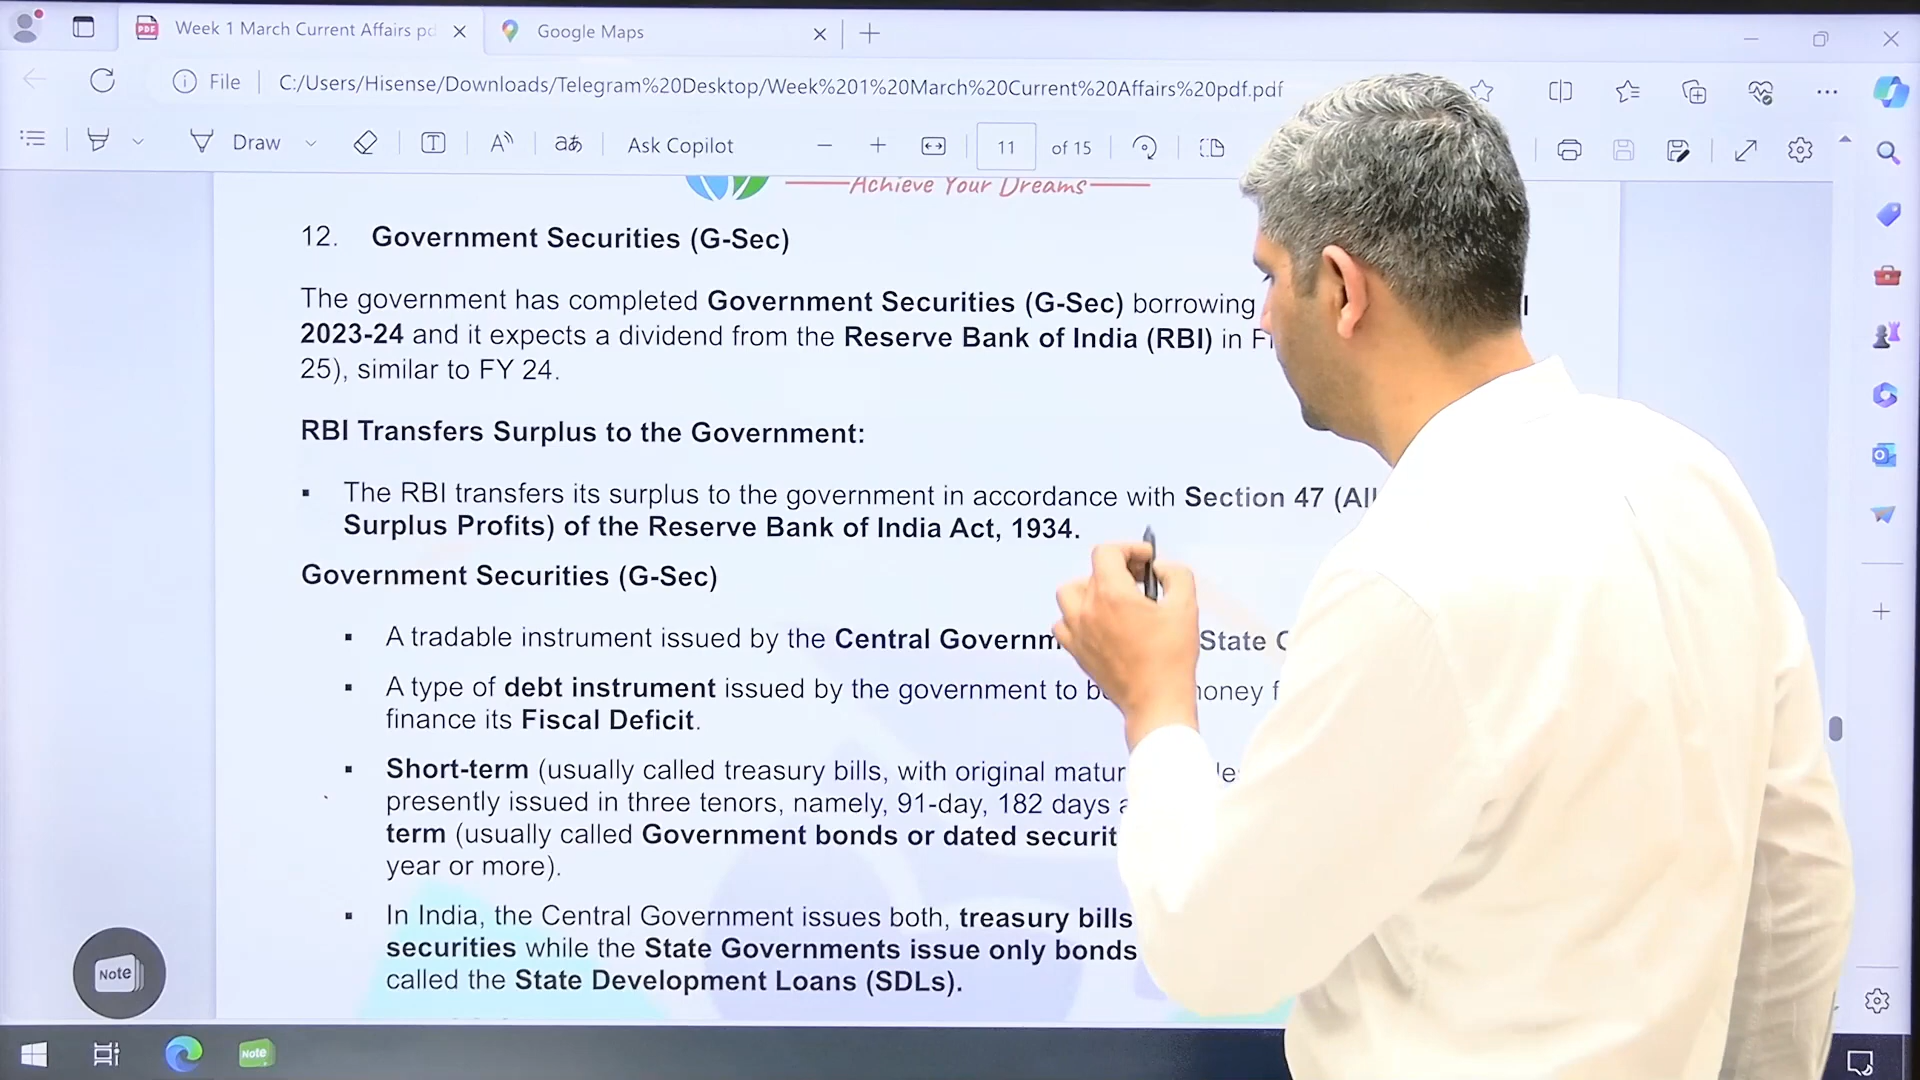 Week 1 March Current Affairs pd
Google Maps
File
C:/Users/Hisense/Downloads/Telegram%20Desktop/Week%201%20March%20Current%20Affairs%20pdf.pdf
Draw
Ask Copilot
11 of 15
Achieve Your Dreams
12. Government Securities (G-Sec)
The government has completed Government Securities (G-Sec) borrowing
2023-24 and it expects a dividend from the Reserve Bank of India (RBI) in
25), similar to FY 24.
RBI Transfers Surplus to the Government:
▪ The RBI transfers its surplus to the government in accordance with Section 47
Surplus Profits) of the Reserve Bank of India Act, 1934.
Government Securities (G-Sec)
▪ A tradable instrument issued by the Central State
▪ A type of debt instrument issued by the government to
finance its Fiscal Deficit.
▪ Short-term (usually called treasury bills, with original
presently issued in three tenors, namely, 91-day, 182 days
term (usually called Government bonds or dated
year or more).
▪ In India, the Central Government issues both, treasury bills
securities while the State Governments issue only bonds
called the State Development Loans (SDLs).
Note
Note